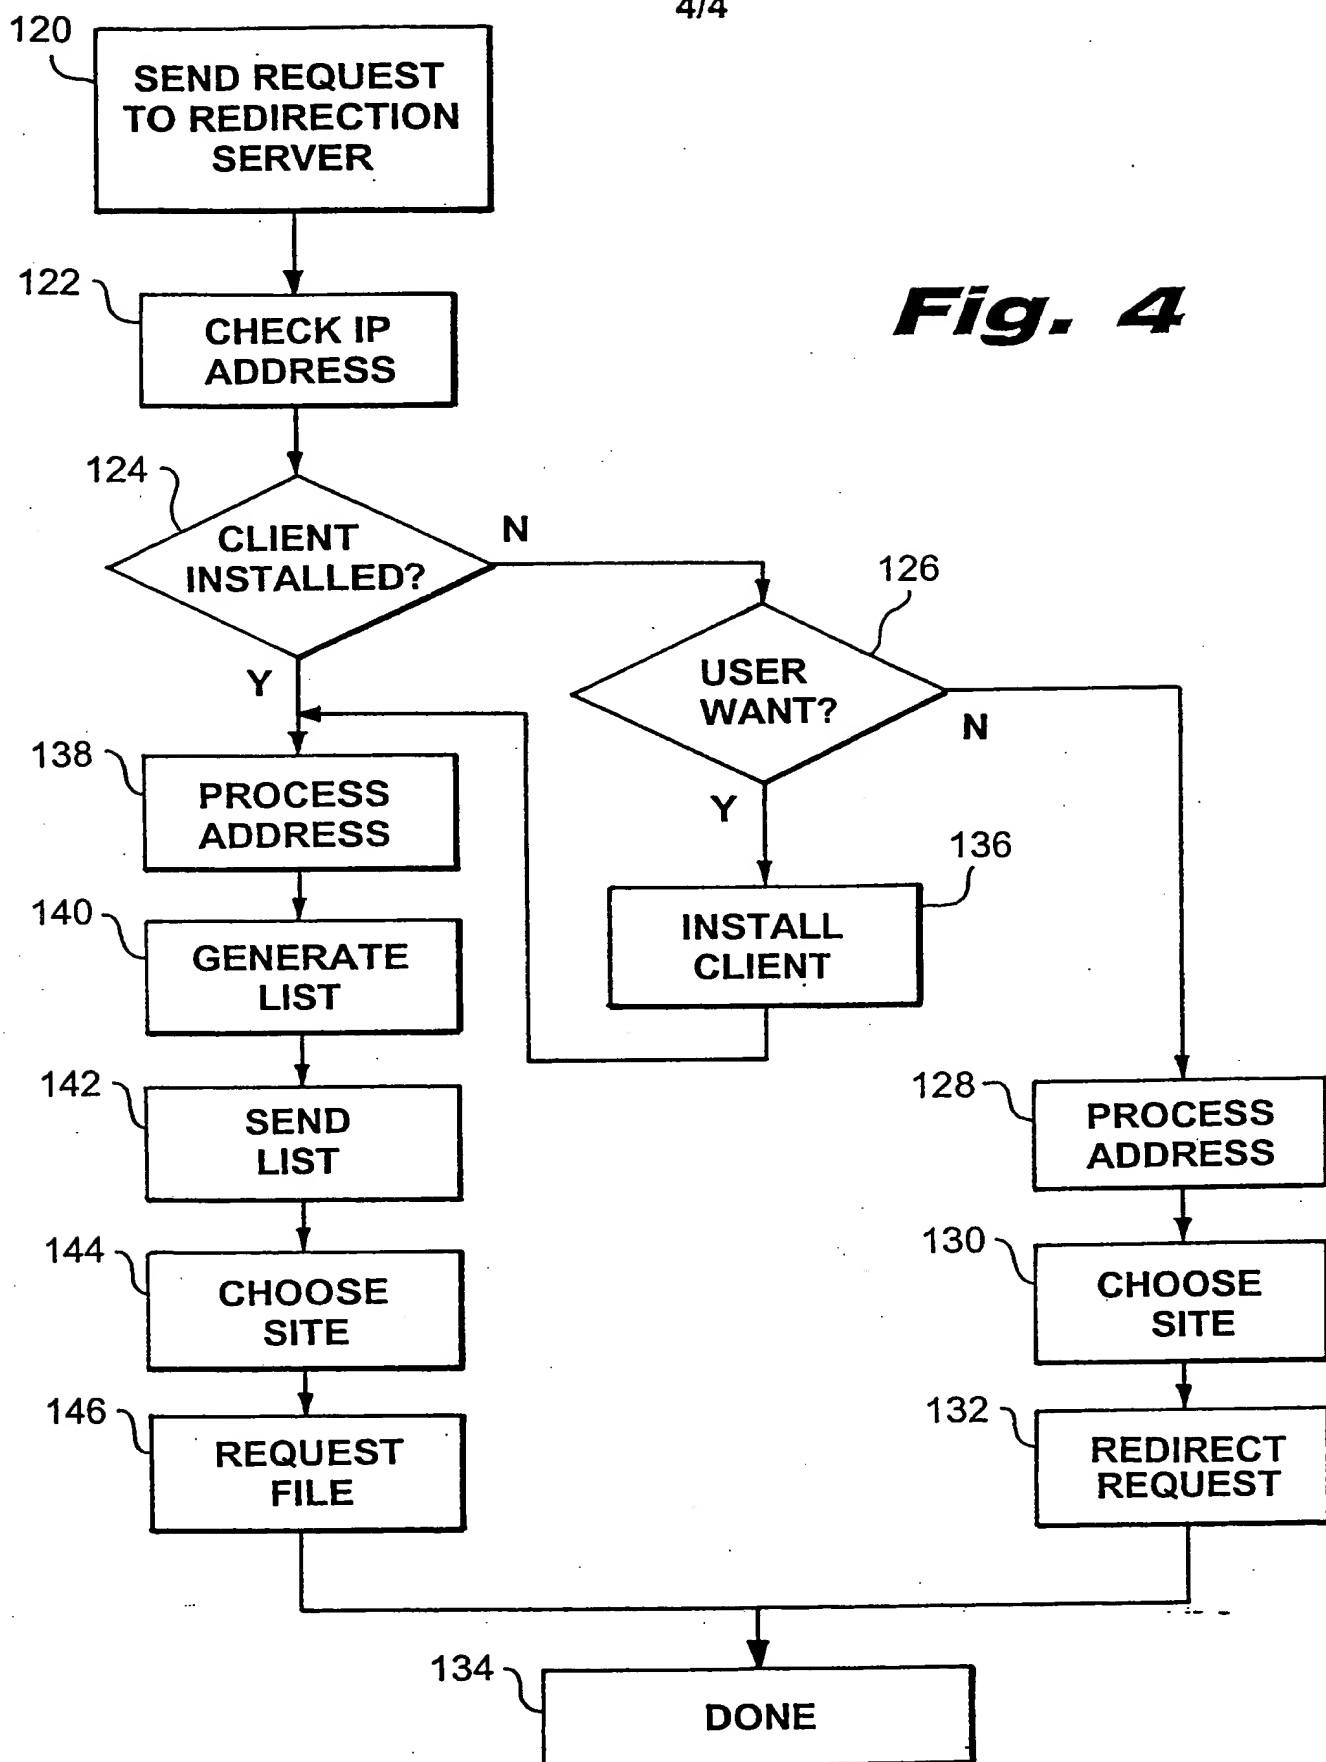 4/4
120
SEND REQUEST
TO REDIRECTION
SERVER
122
CHECK IP
ADDRESS
Fig. 4
124
CLIENT
INSTALLED?
N
Y
126
USER
WANT?
N
Y
138
PROCESS
ADDRESS
136
INSTALL
CLIENT
140
GENERATE
LIST
142
SEND
LIST
128
PROCESS
ADDRESS
144
CHOOSE
SITE
130
CHOOSE
SITE
146
REQUEST
FILE
132
REDIRECT
REQUEST
134
DONE